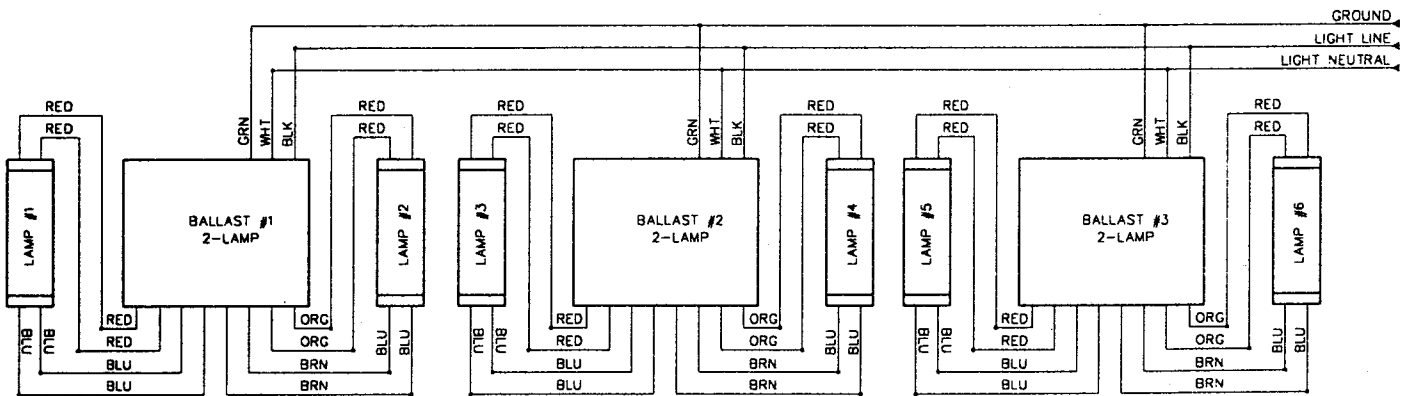 GROUND
LIGHT LINE
LIGHT NEUTRAL
RED
RED
GRN
WHT
BLK
RED
RED
LAMP #1
BALLAST #1
2-LAMP
LAMP #2
RED
RED
BLU
BLU
BLU
BLU
ORG
ORG
BRN
BRN
BLU
BLU
RED
RED
GRN
WHT
BLK
RED
RED
LAMP #3
BALLAST #2
2-LAMP
LAMP #4
RED
RED
BLU
BLU
BLU
BLU
ORG
ORG
BRN
BRN
BLU
BLU
RED
RED
GRN
WHT
BLK
RED
RED
LAMP #5
BALLAST #3
2-LAMP
LAMP #6
RED
RED
BLU
BLU
BLU
BLU
ORG
ORG
BRN
BRN
BLU
BLU